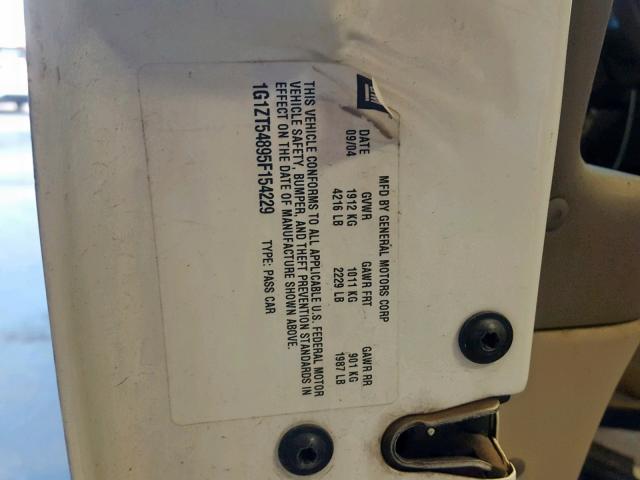 GM
MFD BY GENERAL MOTORS CORP
DATE GVWR GAWR FRT GAWR RR
09/04 1912 KG 1011 KG 901 KG
4216 LB 2229 LB 1987 LB
THIS VEHICLE CONFORMS TO ALL APPLICABLE U.S. FEDERAL MOTOR
VEHICLE SAFETY, BUMPER, AND THEFT PREVENTION STANDARDS IN
EFFECT ON THE DATE OF MANUFACTURE SHOWN ABOVE.
1G1ZT54895F154229 TYPE: PASS CAR